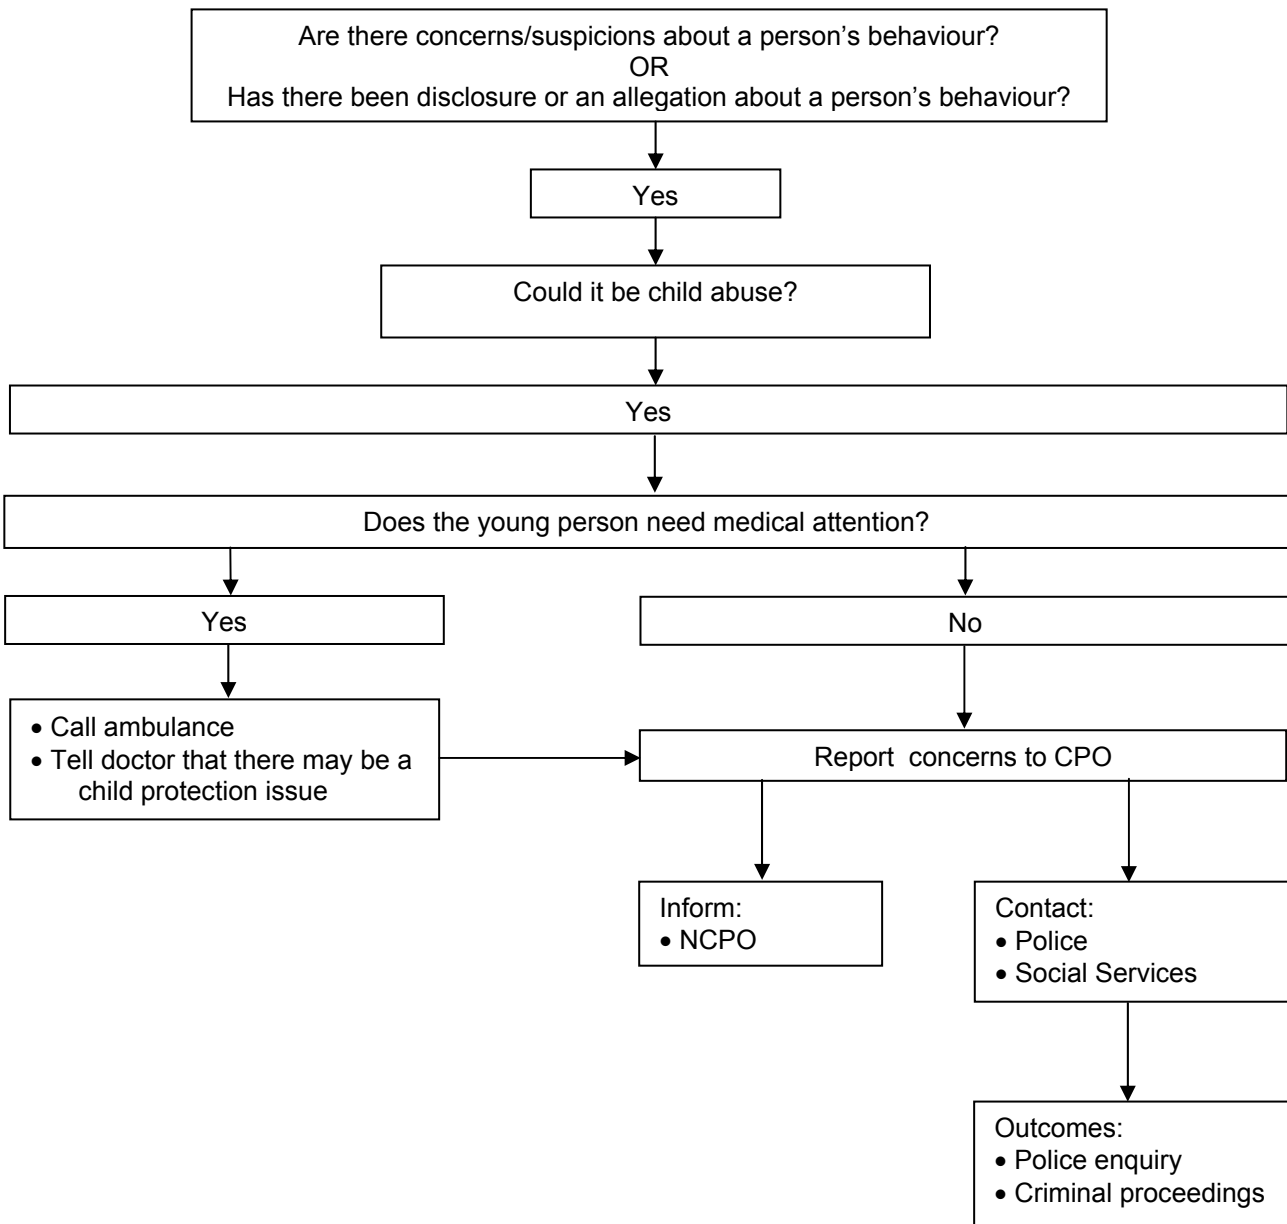 Are there concerns/suspicions about a person's behaviour?
OR
Has there been disclosure or an allegation about a person's behaviour?
Yes
Could it be child abuse?
Yes
Does the young person need medical attention?
Yes
No
• Call ambulance
• Tell doctor that there may be a
child protection issue
Report concerns to CPO
Inform:
• NCPO
Contact:
• Police
• Social Services
Outcomes:
• Police enquiry
• Criminal proceedings